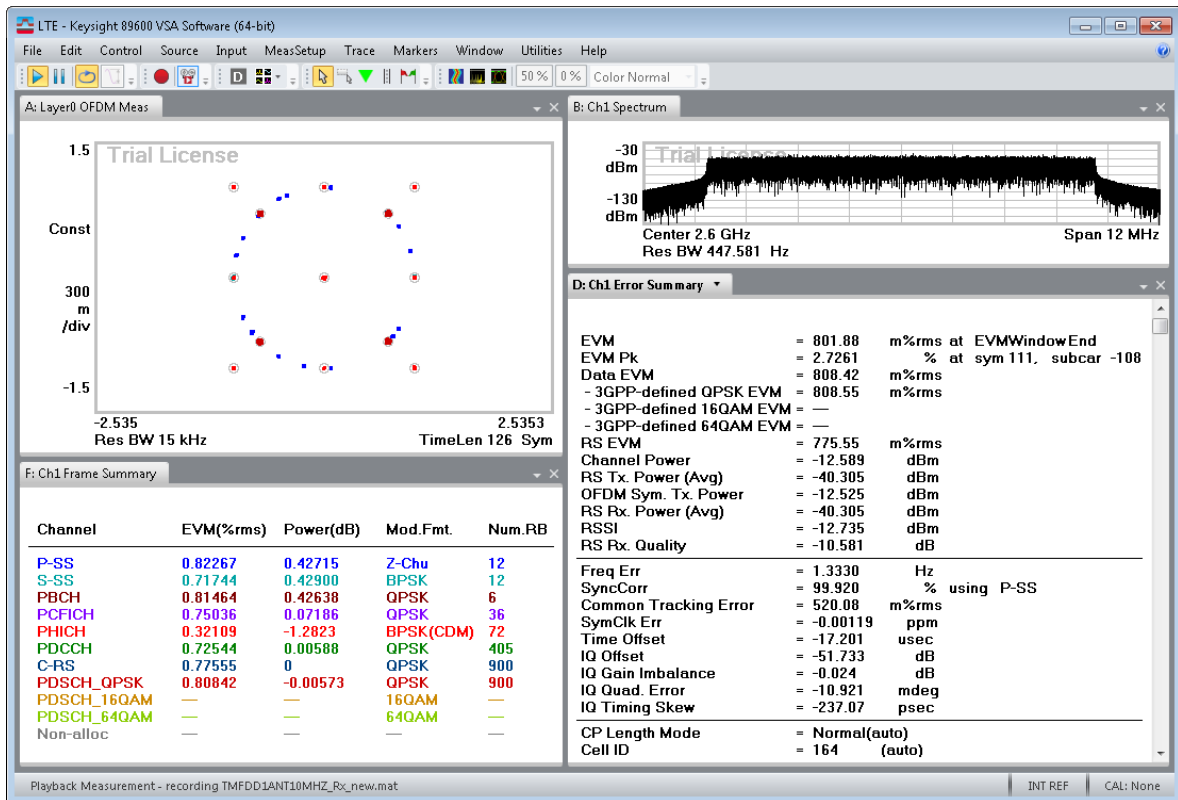 LTE - Keysight 89600 VSA Software (64-bit)
File Edit Control Source Input MeasSetup Trace Markers Window Utilities Help
D 50 % 0 % Color Normal
A: Layer0 OFDM Meas
Trial License
1.5
Const
300
m
/div
-1.5
-2.535 2.5353
Res BW 15 kHz TimeLen 126 Sym
B: Ch1 Spectrum
Trial License
-30
dBm
-130
dBm
Center 2.6 GHz Span 12 MHz
Res BW 447.581 Hz
D: Ch1 Error Summary
EVM = 801.88 m%rms at EVMWindowEnd
EVM Pk = 2.7261 % at sym 111, subcar -108
Data EVM = 808.42 m%rms
- 3GPP-defined QPSK EVM = 808.55 m%rms
- 3GPP-defined 16QAM EVM = —
- 3GPP-defined 64QAM EVM = —
RS EVM = 775.55 m%rms
Channel Power = -12.589 dBm
RS Tx. Power (Avg) = -40.305 dBm
OFDM Sym. Tx. Power = -12.525 dBm
RS Rx. Power (Avg) = -40.305 dBm
RSSI = -12.735 dBm
RS Rx. Quality = -10.581 dB
Freq Err = 1.3330 Hz
SyncCorr = 99.920 % using P-SS
Common Tracking Error = 520.08 m%rms
SymClk Err = -0.00119 ppm
Time Offset = -17.201 usec
IQ Offset = -51.733 dB
IQ Gain Imbalance = -0.024 dB
IQ Quad. Error = -10.921 mdeg
IQ Timing Skew = -237.07 psec
CP Length Mode = Normal(auto)
Cell ID = 164 (auto)
F: Ch1 Frame Summary
Channel EVM(%rms) Power(dB) Mod.Fmt. Num.RB
P-SS 0.82267 0.42715 Z-Chu 12
S-SS 0.71744 0.42900 BPSK 12
PBCH 0.81464 0.42638 QPSK 6
PCFICH 0.75036 0.07186 QPSK 36
PHICH 0.32109 -1.2823 BPSK(CDM) 72
PDCCH 0.72544 0.00588 QPSK 405
C-RS 0.77555 0 QPSK 900
PDSCH_QPSK 0.80842 -0.00573 QPSK 900
PDSCH_16QAM — — 16QAM —
PDSCH_64QAM — — 64QAM —
Non-alloc — — — —
Playback Measurement - recording TMFDD1ANT10MHZ_Rx_new.mat INT REF CAL: None